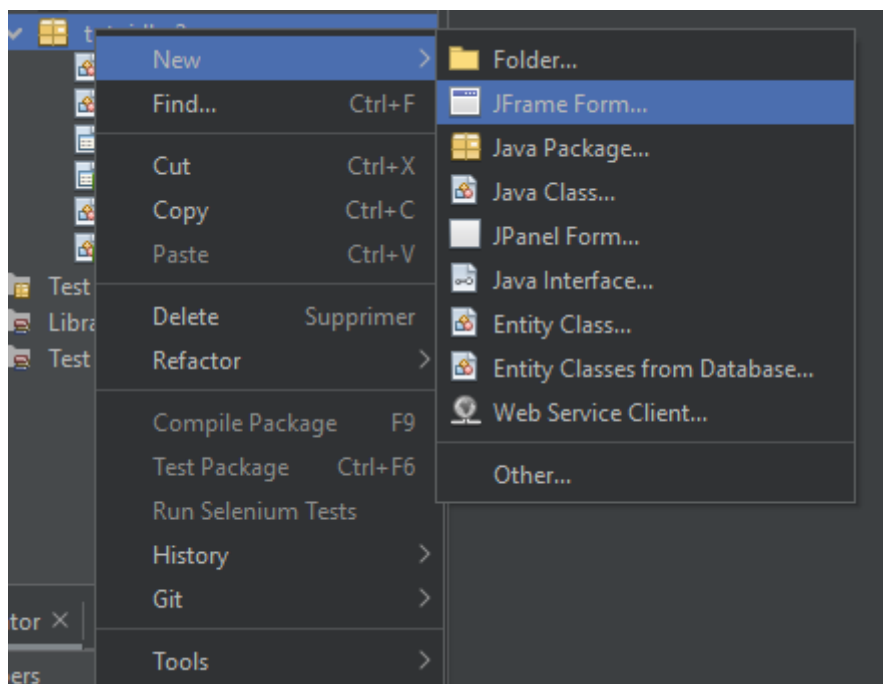 New
Find... Ctrl+F
Cut Ctrl+X
Copy Ctrl+C
Paste Ctrl+V
Delete Supprimer
Refactor
Compile Package F9
Test Package Ctrl+F6
Run Selenium Tests
History
Git
Tools
Folder...
JFrame Form...
Java Package...
Java Class...
JPanel Form...
Java Interface...
Entity Class...
Entity Classes from Database...
Web Service Client...
Other...
Test
Libra
Test
tor
ers